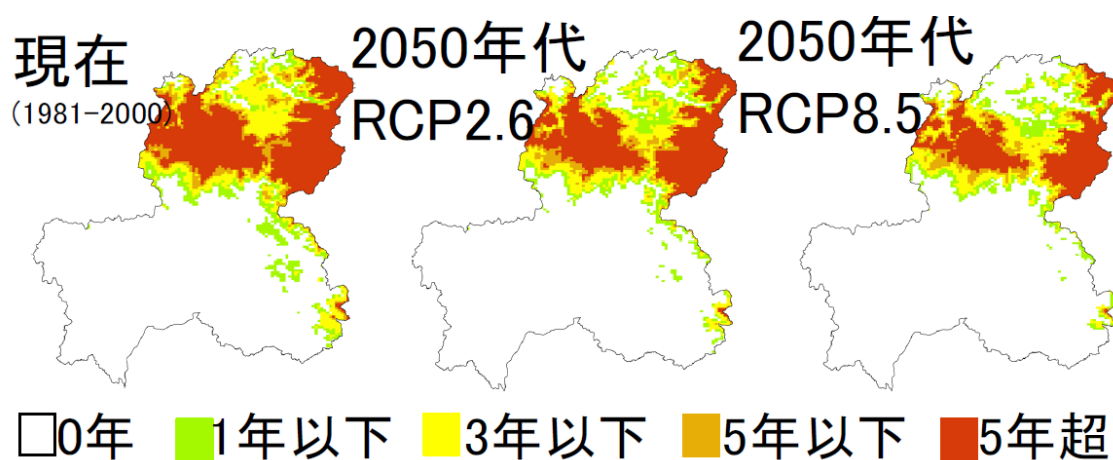 現在
(1981-2000)
2050年代
RCP2.6
2050年代
RCP8.5
0年
1年以下
3年以下
5年以下
5年超